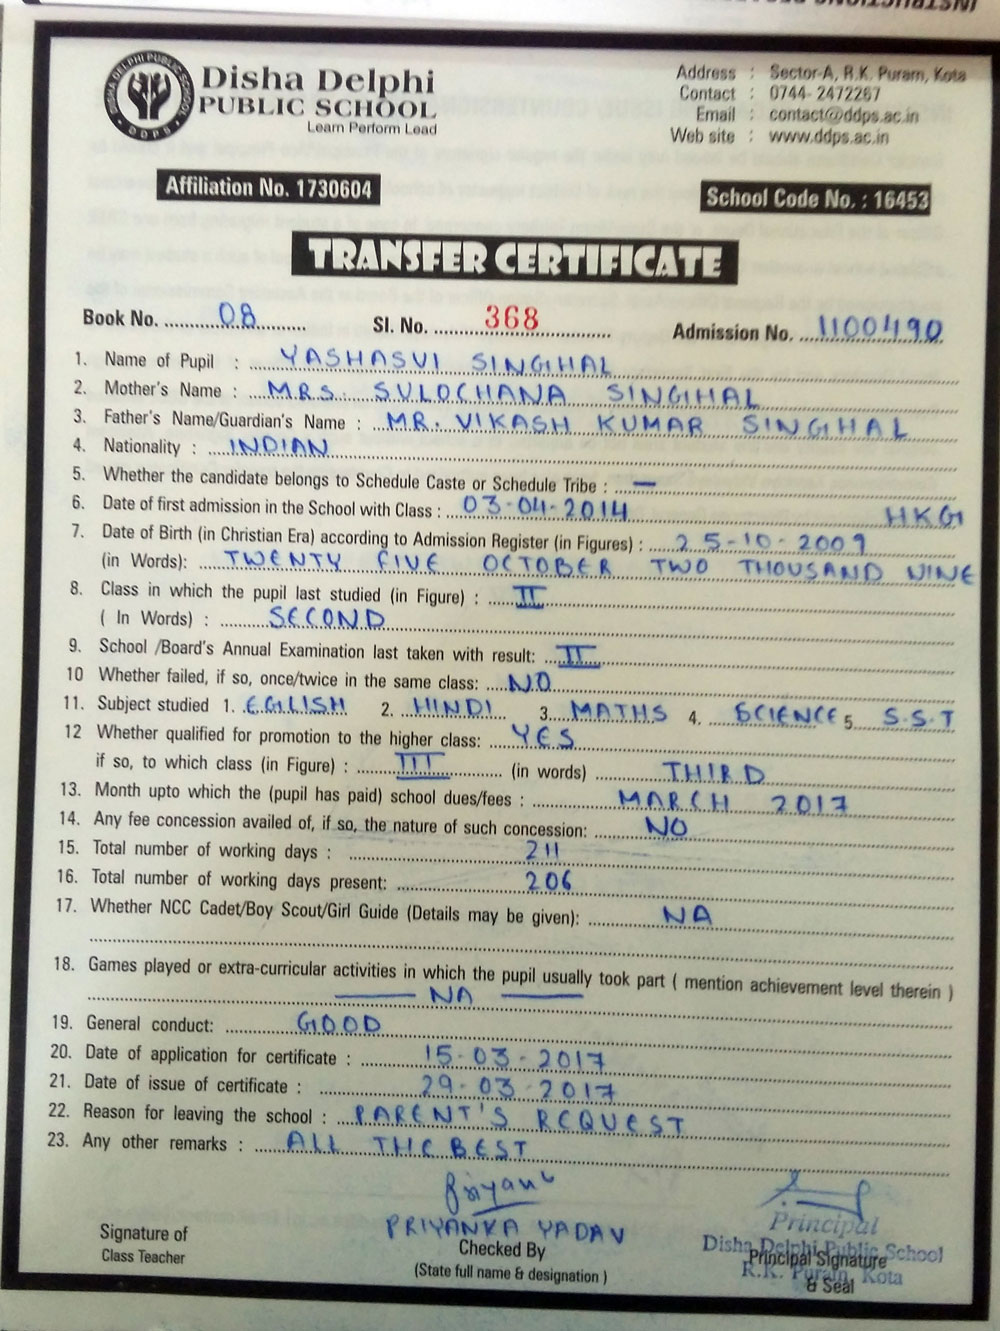 Disha Delphi
PUBLIC SCHOOL
Learn Perform Lead
DISHA DELPHI PUBLIC SCHOOL
DDPS
Address : Sector-A, R.K. Puram, Kota
Contact : 0744- 2472267
Email : contact@ddps.ac.in
Web site : www.ddps.ac.in
Affiliation No. 1730604
School Code No. : 16453
TRANSFER CERTIFICATE
Book No. 08 Sl. No. 368 Admission No. 1100490
1. Name of Pupil : YASHASVI SINGHAL
2. Mother's Name : MRS. SULOCHANA SINGHAL
3. Father's Name/Guardian's Name : MR. VIKASH KUMAR SINGHAL
4. Nationality : INDIAN
5. Whether the candidate belongs to Schedule Caste or Schedule Tribe : —
6. Date of first admission in the School with Class : 03-04-2014 HKG
7. Date of Birth (in Christian Era) according to Admission Register (in Figures) : 25-10-2009
(in Words): TWENTY FIVE OCTOBER TWO THOUSAND NINE
8. Class in which the pupil last studied (in Figure) : II
( In Words) : SECOND
9. School /Board's Annual Examination last taken with result: II
10 Whether failed, if so, once/twice in the same class: NO
11. Subject studied 1. EGLISH 2. HINDI 3. MATHS 4. SCIENCE 5. S.S.T
12 Whether qualified for promotion to the higher class: YES
if so, to which class (in Figure) : III (in words) THIRD
13. Month upto which the (pupil has paid) school dues/fees : MARCH 2017
14. Any fee concession availed of, if so, the nature of such concession: NO
15. Total number of working days : 211
16. Total number of working days present: 206
17. Whether NCC Cadet/Boy Scout/Girl Guide (Details may be given): NA
18. Games played or extra-curricular activities in which the pupil usually took part ( mention achievement level therein )
— NA —
19. General conduct: GOOD
20. Date of application for certificate : 15-03-2017
21. Date of issue of certificate : 29-03-2017
22. Reason for leaving the school : PARENT'S REQUEST
23. Any other remarks : ALL THE BEST
Signature of
Class Teacher
PRIYANKA YADAV
Checked By
(State full name & designation )
Principal
Disha Delphi Public School
Principal Signature
R.K. Puram, Kota
& Seal